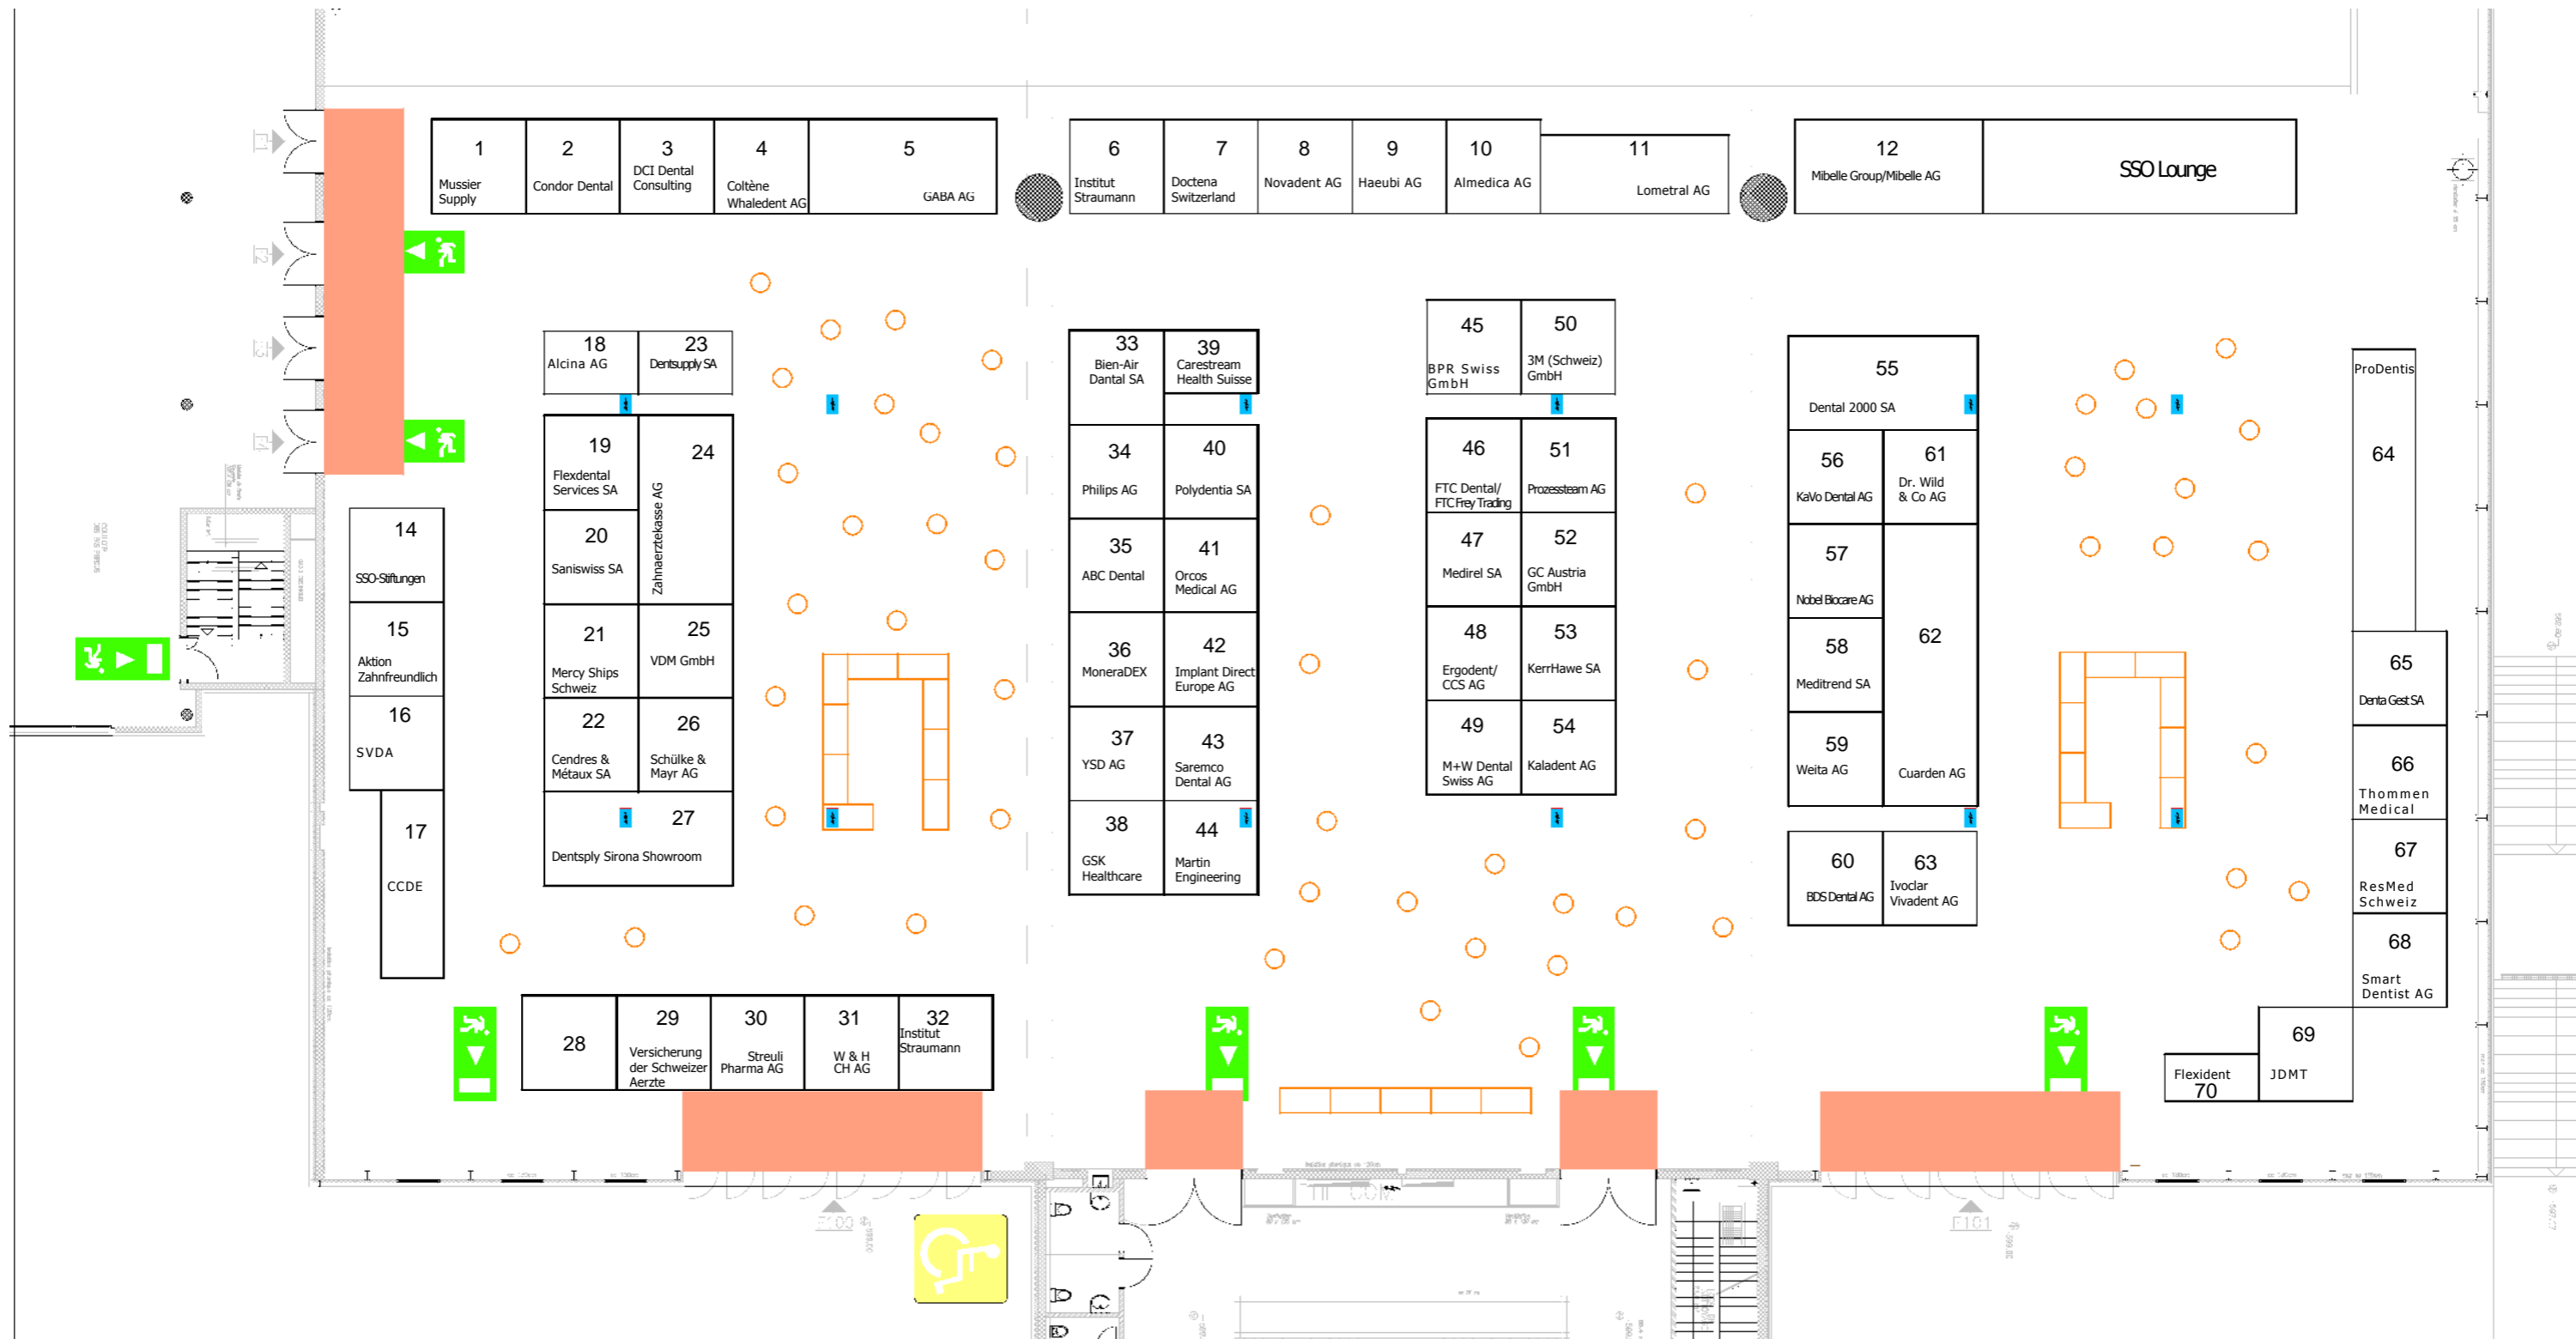 1
Mussier
Supply
2
Condor Dental
3
DCI Dental
Consulting
4
Coltène
Whaledent AG
5
GABA AG
6
Institut
Straumann
7
Doctena
Switzerland
8
Novadent AG
9
Haeubi AG
10
Almedica AG
11
Lometral AG
12
Mibelle Group/Mibelle AG
SSO Lounge
14
SSO-Stiftungen
15
Aktion
Zahnfreundlich
16
SVDA
17
CCDE
18
Alcina AG
23
Dentsupply SA
19
Flexdental
Services SA
24
Zahnaerztekasse AG
20
Saniswiss SA
21
Mercy Ships
Schweiz
25
VDM GmbH
22
Cendres &
Métaux SA
26
Schülke &
Mayr AG
27
Dentsply Sirona Showroom
28
29
Versicherung
der Schweizer
Aerzte
30
Streuli
Pharma AG
31
W & H
CH AG
32
Institut
Straumann
33
Bien-Air
Dantal SA
39
Carestream
Health Suisse
34
Philips AG
40
Polydentia SA
35
ABC Dental
41
Orcos
Medical AG
36
MoneraDEX
42
Implant Direct
Europe AG
37
YSD AG
43
Saremco
Dental AG
38
GSK
Healthcare
44
Martin
Engineering
45
BPR Swiss
GmbH
50
3M (Schweiz)
GmbH
46
FTC Dental/
FTC Frey Trading
51
Prozessteam AG
47
Medirel SA
52
GC Austria
GmbH
48
Ergodent/
CCS AG
53
KerrHawe SA
49
M+W Dental
Swiss AG
54
Kaladent AG
55
Dental 2000 SA
56
KaVo Dental AG
61
Dr. Wild
& Co AG
57
Nobel Biocare AG
58
Meditrend SA
62
Cuarden AG
59
Weita AG
60
BDS Dental AG
63
Ivoclar
Vivadent AG
ProDentis
64
65
Denta Gest SA
66
Thommen
Medical
67
ResMed
Schweiz
68
Smart
Dentist AG
69
JDMT
Flexident
70
F100
F101